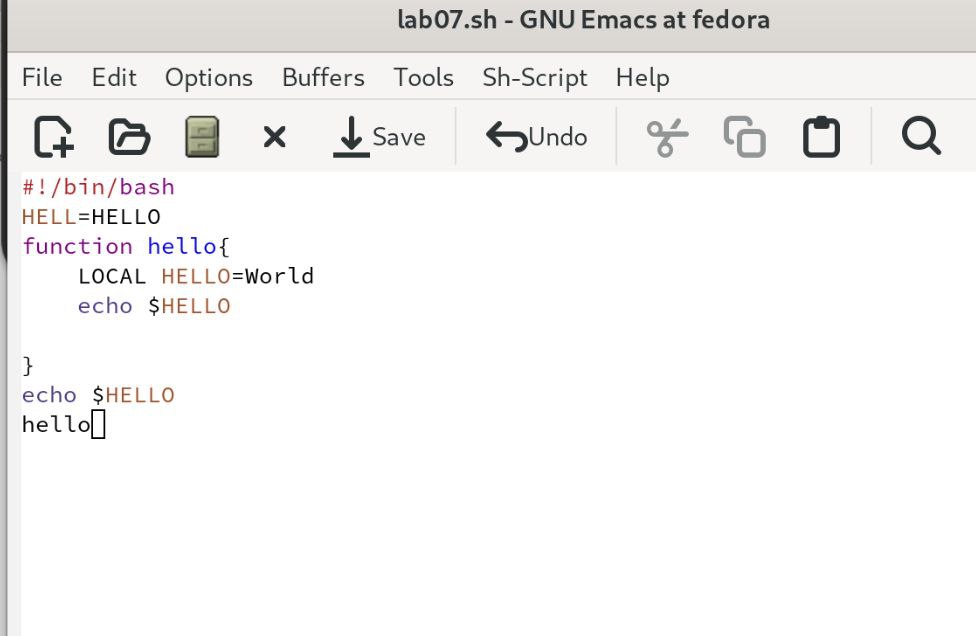 lab07.sh - GNU Emacs at fedora
File Edit Options Buffers Tools Sh-Script Help
Save Undo
#!/bin/bash
HELL=HELLO
function hello{
    LOCAL HELLO=World
    echo $HELLO
}
echo $HELLO
hello